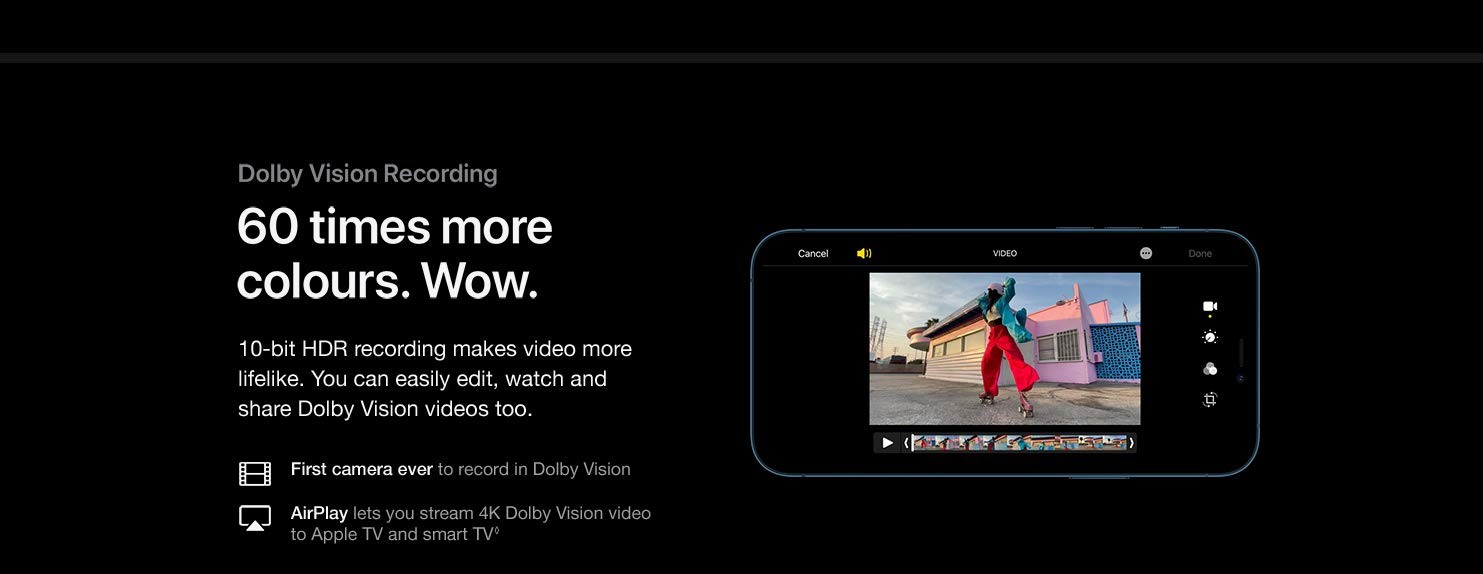 Dolby Vision Recording
60 times more
colours. Wow.
10-bit HDR recording makes video more
lifelike. You can easily edit, watch and
share Dolby Vision videos too.
First camera ever to record in Dolby Vision
AirPlay lets you stream 4K Dolby Vision video
to Apple TV and smart TV◊
Cancel VIDEO Done